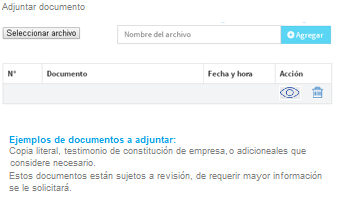 Adjuntar documento
Seleccionar archivo
Nombre del archivo
Agregar
N° Documento Fecha y hora Acción
Ejemplos de documentos a adjuntar:
Copia literal, testimonio de constitución de empresa, o adicioneales que
considere necesario.
Estos documentos están sujetos a revisión, de requerir mayor información
se le solicitará.